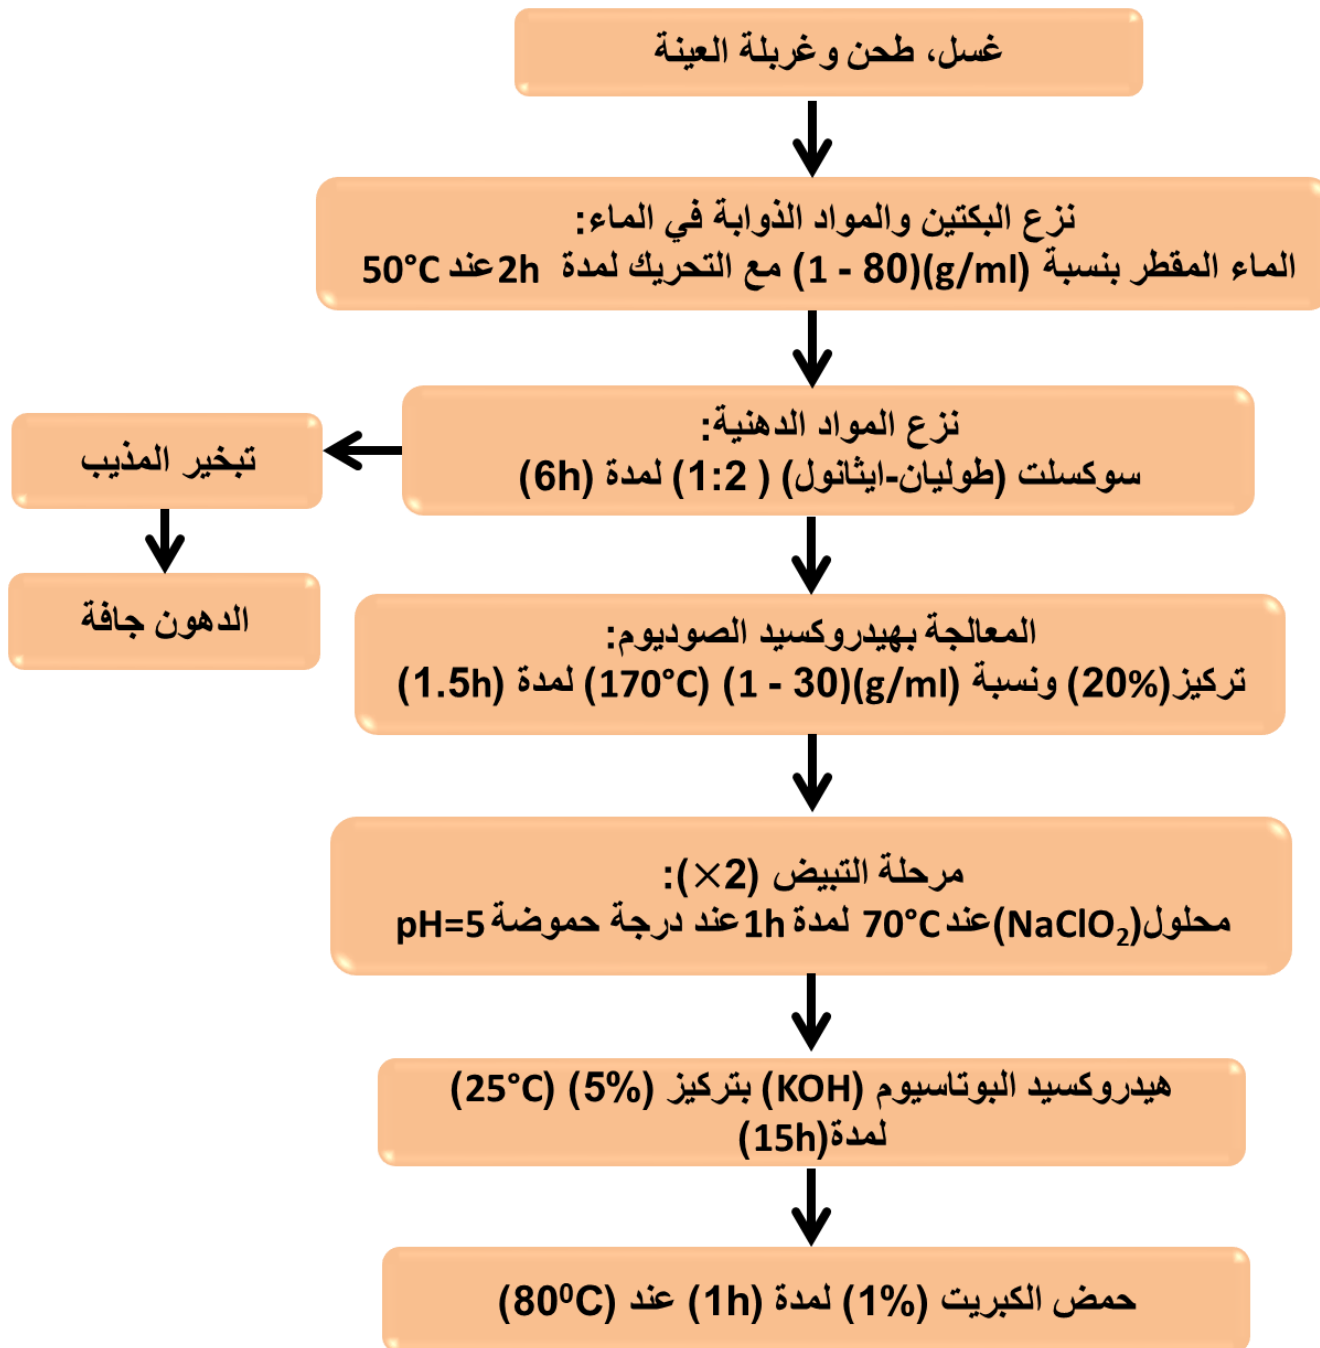 غسل، طحن وغربلة العينة
نزع البكتين والمواد الذوابة في الماء:
الماء المقطر بنسبة (1 - 80)(g/ml) مع التحريك لمدة 2h عند 50°C
نزع المواد الدهنية:
سوكسلت (طوليان-ايثانول) (1:2 ) لمدة (6h)
تبخير المذيب
الدهون جافة
المعالجة بهيدروكسيد الصوديوم:
تركيز(20%) ونسبة (1 - 30)(g/ml) (170°C) لمدة (1.5h)
مرحلة التبيض (2×):
محلول(NaClO₂)عند 70°C لمدة 1h عند درجة حموضة pH=5
هيدروكسيد البوتاسيوم (KOH) بتركيز (5%) (25°C)
لمدة(15h)
حمض الكبريت (1%) لمدة (1h) عند (80⁰C)